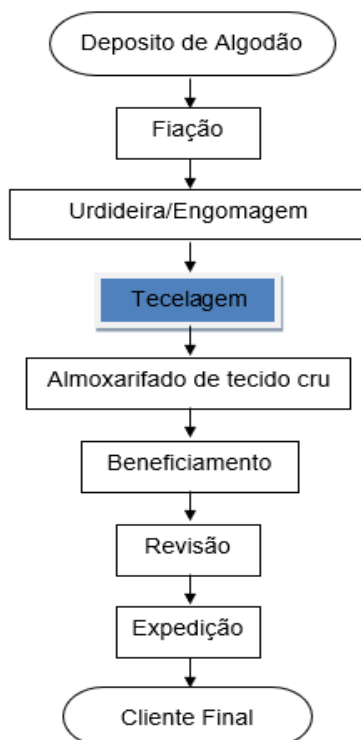 Deposito de Algodão
Fiação
Urdideira/Engomagem
Tecelagem
Almoxarifado de tecido cru
Beneficiamento
Revisão
Expedição
Cliente Final